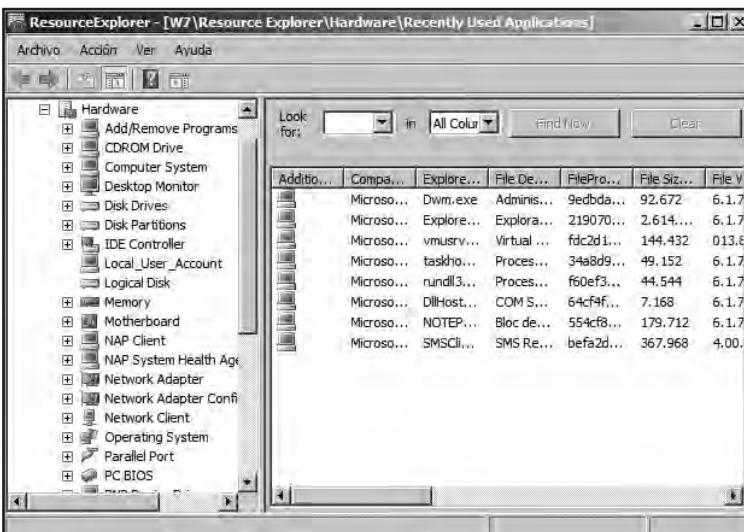 ResourceExplorer - [W7\Resource Explorer\Hardware\Recently Used Applications]
Archivo Acción Ver Ayuda
Hardware
Add/Remove Programs
CDROM Drive
Computer System
Desktop Monitor
Disk Drives
Disk Partitions
IDE Controller
Local_User_Account
Logical Disk
Memory
Motherboard
NAP Client
NAP System Health Age
Network Adapter
Network Adapter Confi
Network Client
Operating System
Parallel Port
PC BIOS
Look for: in All Colur Find Now Clear
Additio... Compa... Explore... File De... FilePro... File Siz... File V
Microso... Dwm.exe Adminis... 9edbda... 92.672 6.1.7
Microso... Explore... Explora... 219070... 2.614.... 6.1.7
Microso... vmusrv... Virtual ... fdc2d1... 144.432 013.8
Microso... taskho... Proces... 34a8d9... 49.152 6.1.7
Microso... rundll3... Proces... f60ef3... 44.544 6.1.7
Microso... DllHost... COM S... 64cf4f... 7.168 6.1.7
Microso... NOTEP... Bloc de... 554cf8... 179.712 6.1.7
Microso... SMSCli... SMS Re... befa2d... 367.968 4.00.